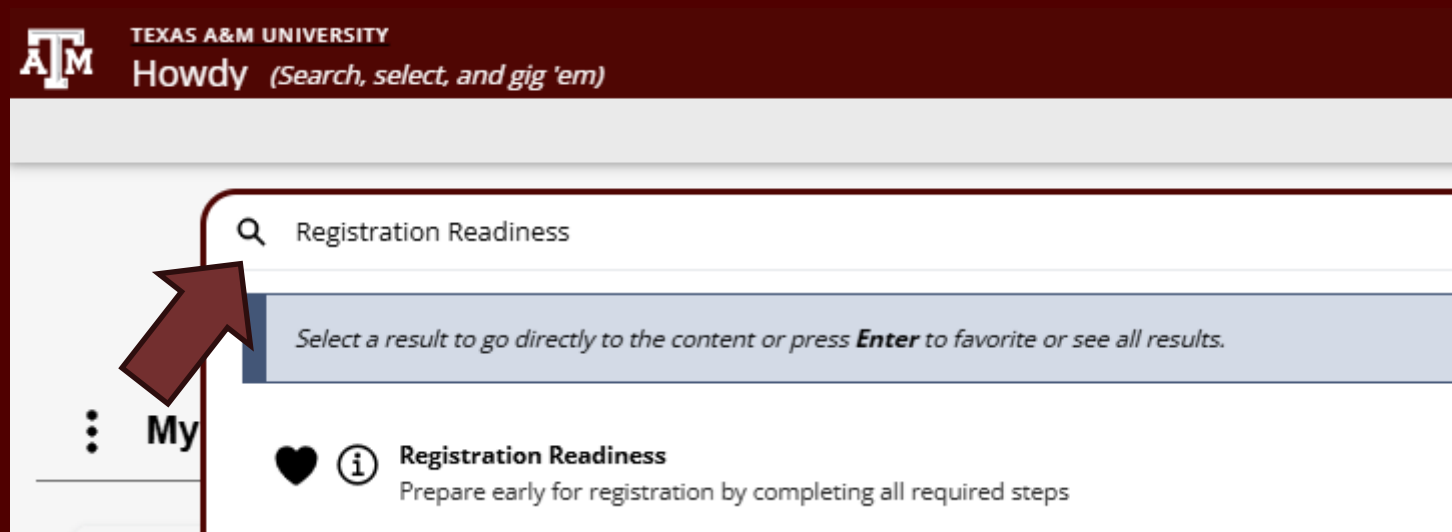 ATM
TEXAS A&M UNIVERSITY
Howdy (Search, select, and gig 'em)
Registration Readiness
Select a result to go directly to the content or press Enter to favorite or see all results.
My
Registration Readiness
Prepare early for registration by completing all required steps